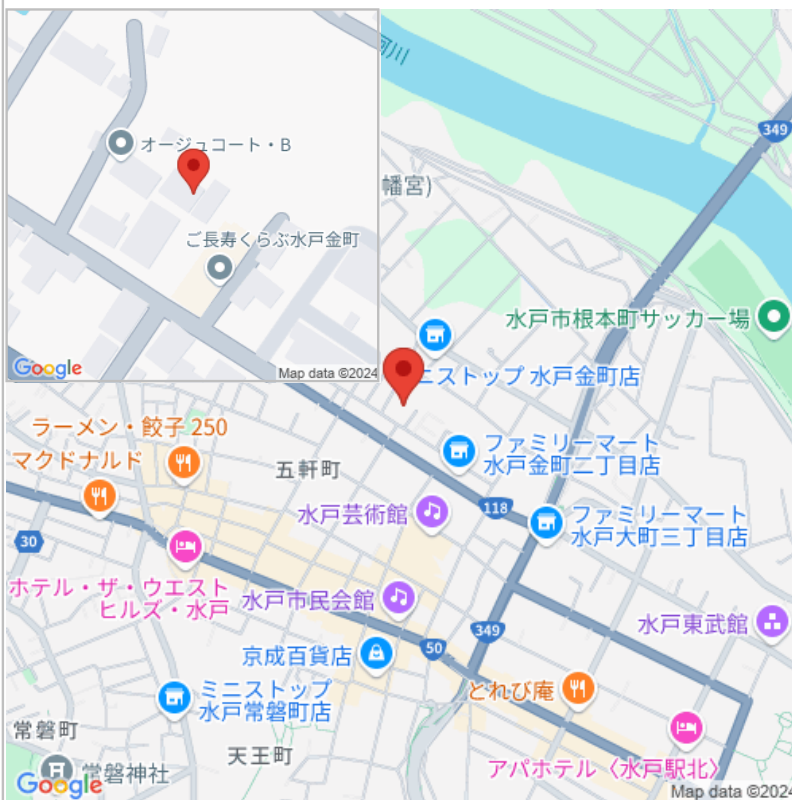 オージュコート・B
ご長寿くらぶ水戸金町
Google
Map data ©2024
河川
349
幡宮)
水戸市根本町サッカー場
ニストップ 水戸金町店
ラーメン・餃子 250
マクドナルド
五軒町
ファミリーマート
水戸金町二丁目店
水戸芸術館
118
ファミリーマート
水戸大町三丁目店
30
ホテル・ザ・ウエスト
ヒルズ・水戸
水戸市民会館
水戸東武館
349
50
京成百貨店
とれび庵
ミニストップ
水戸常磐町店
常磐町
天王町
アパホテル〈水戸駅北〉
常磐神社
Google
Map data ©2024